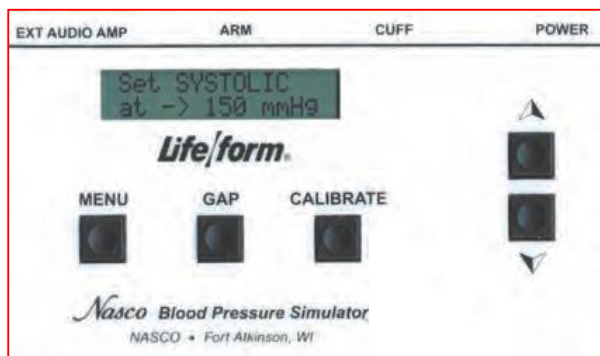 EXT AUDIO AMP ARM CUFF POWER
Set SYSTOLIC
at -> 150 mmHg
Life/form®
MENU GAP CALIBRATE
Nasco Blood Pressure Simulator
NASCO • Fort Atkinson, WI